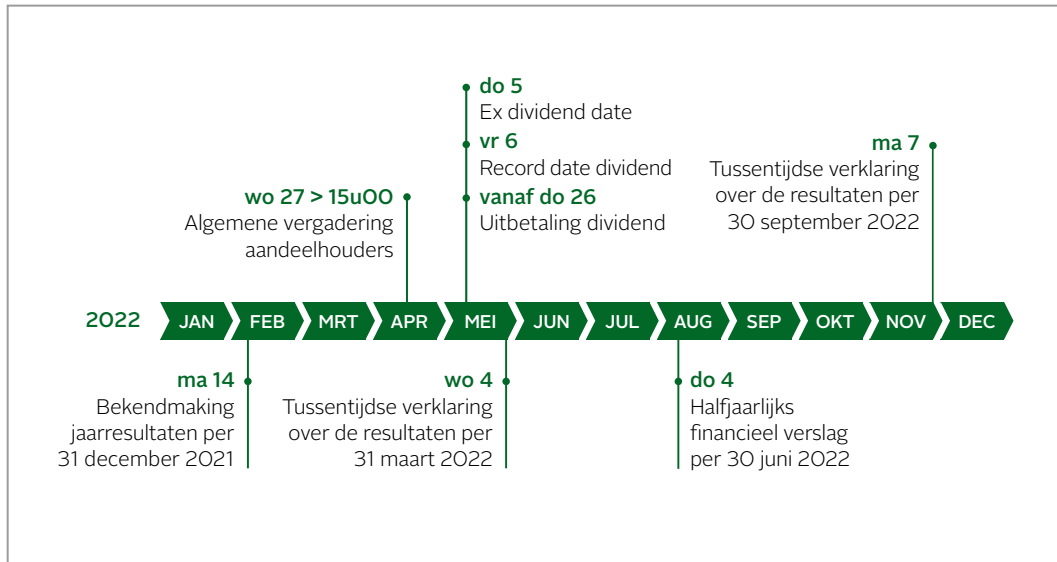 do 5
Ex dividend date
vr 6
Record date dividend
vanaf do 26
Uitbetaling dividend
ma 7
Tussentijdse verklaring
over de resultaten per
30 september 2022
wo 27 > 15u00
Algemene vergadering
aandeelhouders
2022 JAN FEB MRT APR MEI JUN JUL AUG SEP OKT NOV DEC
ma 14
Bekendmaking
jaarresultaten per
31 december 2021
wo 4
Tussentijdse verklaring
over de resultaten per
31 maart 2022
do 4
Halfjaarlijks
financieel verslag
per 30 juni 2022